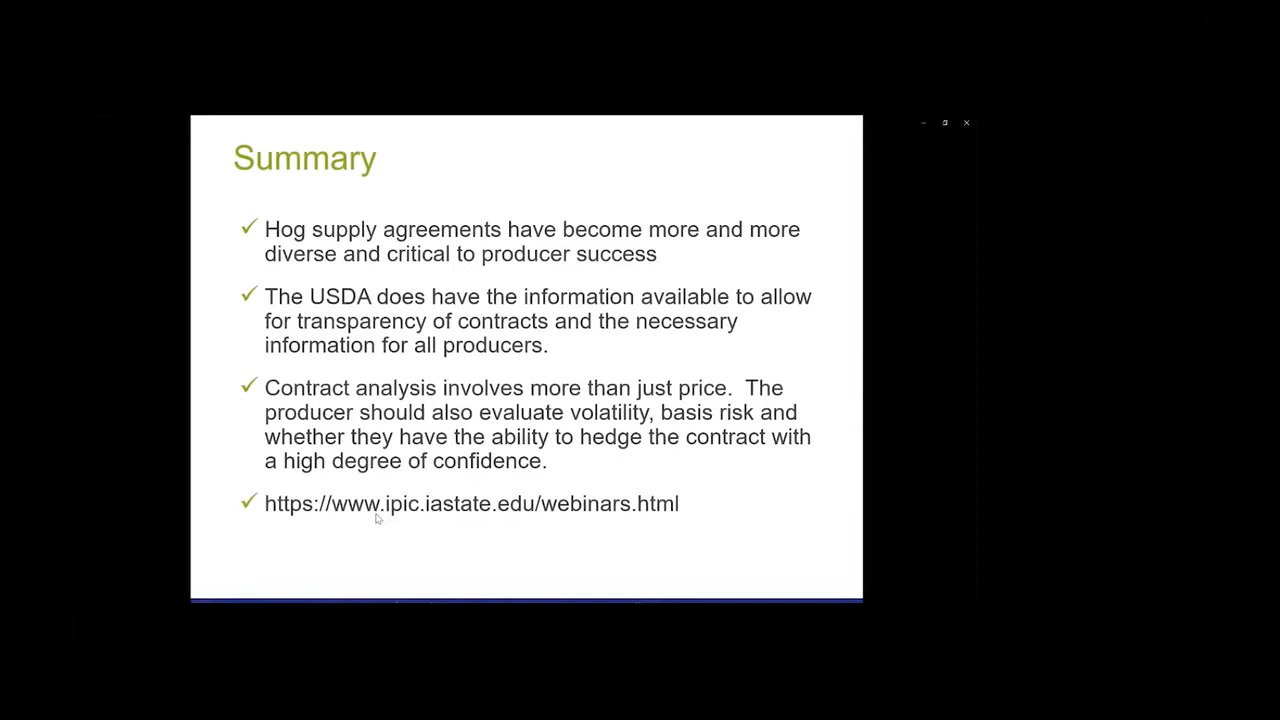 Summary
Hog supply agreements have become more and more
diverse and critical to producer success
The USDA does have the information available to allow
for transparency of contracts and the necessary
information for all producers.
Contract analysis involves more than just price.  The
producer should also evaluate volatility, basis risk and
whether they have the ability to hedge the contract with
a high degree of confidence.
https://www.ipic.iastate.edu/webinars.html